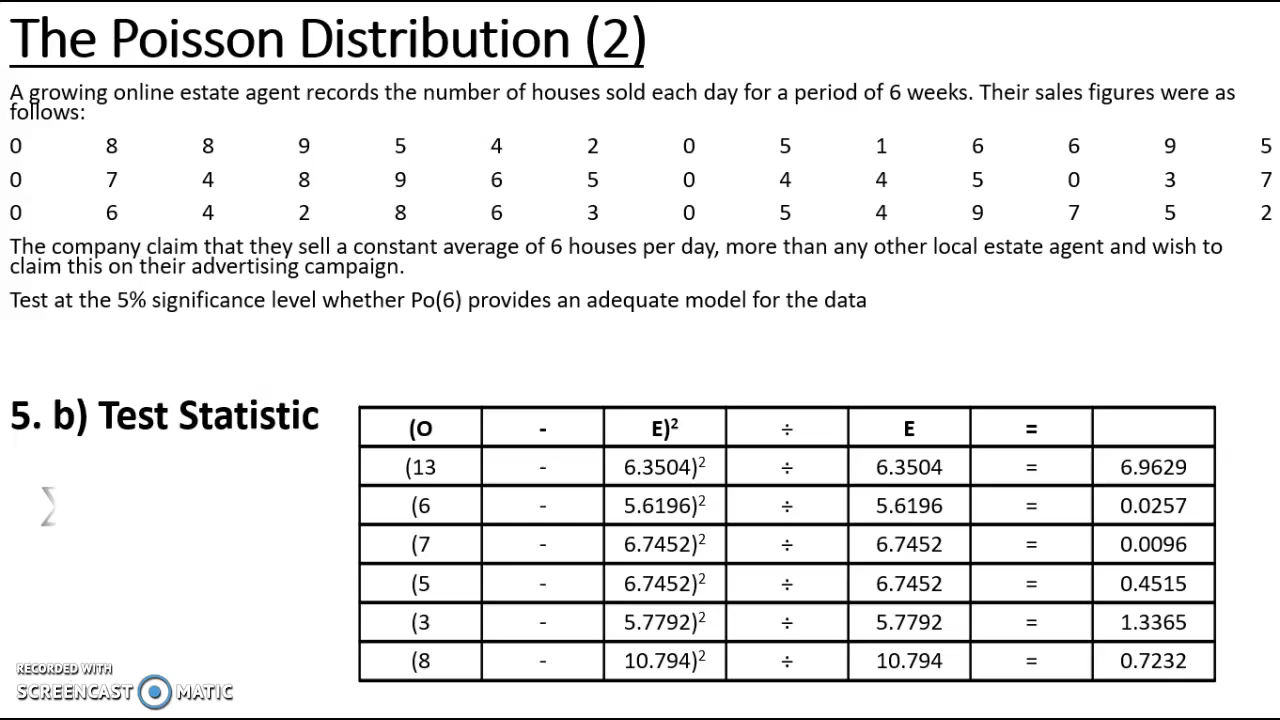 The Poisson Distribution (2)
A growing online estate agent records the number of houses sold each day for a period of 6 weeks. Their sales figures were as
follows:
0 8 8 9 5 4 2 0 5 1 6 6 9 5
0 7 4 8 9 6 5 0 4 4 5 0 3 7
0 6 4 2 8 6 3 0 5 4 9 7 5 2
The company claim that they sell a constant average of 6 houses per day, more than any other local estate agent and wish to
claim this on their advertising campaign.
Test at the 5% significance level whether Po(6) provides an adequate model for the data
5. b) Test Statistic
∑
(O - E)² ÷ E =
(13 - 6.3504)² ÷ 6.3504 = 6.9629
(6 - 5.6196)² ÷ 5.6196 = 0.0257
(7 - 6.7452)² ÷ 6.7452 = 0.0096
(5 - 6.7452)² ÷ 6.7452 = 0.4515
(3 - 5.7792)² ÷ 5.7792 = 1.3365
(8 - 10.794)² ÷ 10.794 = 0.7232
RECORDED WITH
SCREENCAST MATIC